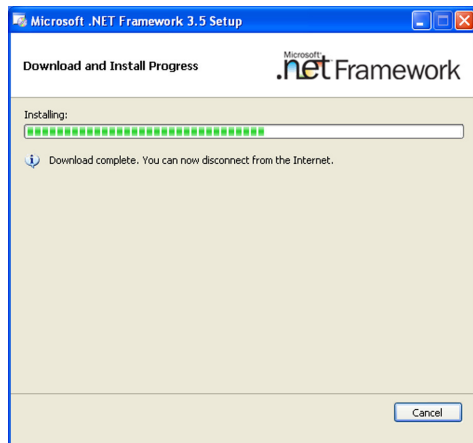 Microsoft .NET Framework 3.5 Setup
Download and Install Progress
Microsoft
.net Framework
Installing:
Download complete. You can now disconnect from the Internet.
Cancel